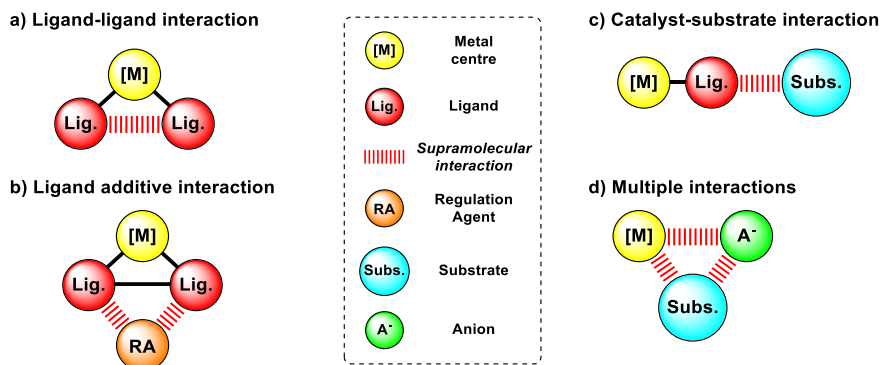 a) Ligand-ligand interaction
[M]
Lig.
Lig.
b) Ligand additive interaction
[M]
Lig.
Lig.
RA
[M]
Metal
centre
Lig.
Ligand
Supramolecular
interaction
RA
Regulation
Agent
Subs.
Substrate
A-
Anion
c) Catalyst-substrate interaction
[M]
Lig.
Subs.
d) Multiple interactions
[M]
A-
Subs.